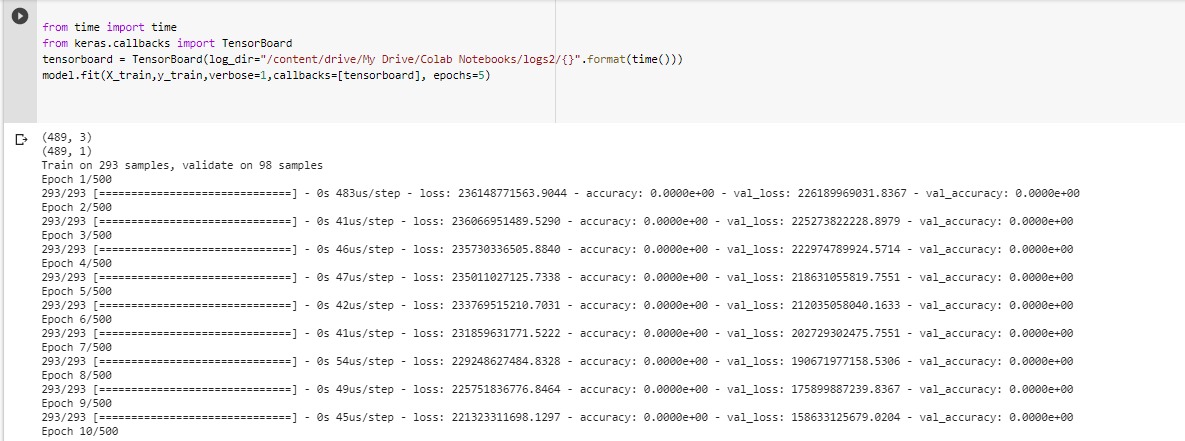 from time import time
from keras.callbacks import TensorBoard
tensorboard = TensorBoard(log_dir="/content/drive/My Drive/Colab Notebooks/logs2/{}".format(time()))
model.fit(X_train,y_train,verbose=1,callbacks=[tensorboard], epochs=5)
(489, 3)
(489, 1)
Train on 293 samples, validate on 98 samples
Epoch 1/500
293/293 [==============================] - 0s 483us/step - loss: 236148771563.9044 - accuracy: 0.0000e+00 - val_loss: 226189969031.8367 - val_accuracy: 0.0000e+00
Epoch 2/500
293/293 [==============================] - 0s 41us/step - loss: 236066951489.5290 - accuracy: 0.0000e+00 - val_loss: 225273822228.8979 - val_accuracy: 0.0000e+00
Epoch 3/500
293/293 [==============================] - 0s 46us/step - loss: 235730336505.8840 - accuracy: 0.0000e+00 - val_loss: 222974789924.5714 - val_accuracy: 0.0000e+00
Epoch 4/500
293/293 [==============================] - 0s 47us/step - loss: 235011027125.7338 - accuracy: 0.0000e+00 - val_loss: 218631055819.7551 - val_accuracy: 0.0000e+00
Epoch 5/500
293/293 [==============================] - 0s 42us/step - loss: 233769515210.7031 - accuracy: 0.0000e+00 - val_loss: 212035058040.1633 - val_accuracy: 0.0000e+00
Epoch 6/500
293/293 [==============================] - 0s 41us/step - loss: 231859631771.5222 - accuracy: 0.0000e+00 - val_loss: 202729302475.7551 - val_accuracy: 0.0000e+00
Epoch 7/500
293/293 [==============================] - 0s 54us/step - loss: 229248627484.8328 - accuracy: 0.0000e+00 - val_loss: 190671977158.5306 - val_accuracy: 0.0000e+00
Epoch 8/500
293/293 [==============================] - 0s 49us/step - loss: 225751836776.8464 - accuracy: 0.0000e+00 - val_loss: 175899887239.8367 - val_accuracy: 0.0000e+00
Epoch 9/500
293/293 [==============================] - 0s 45us/step - loss: 221323311698.1297 - accuracy: 0.0000e+00 - val_loss: 158633125679.0204 - val_accuracy: 0.0000e+00
Epoch 10/500